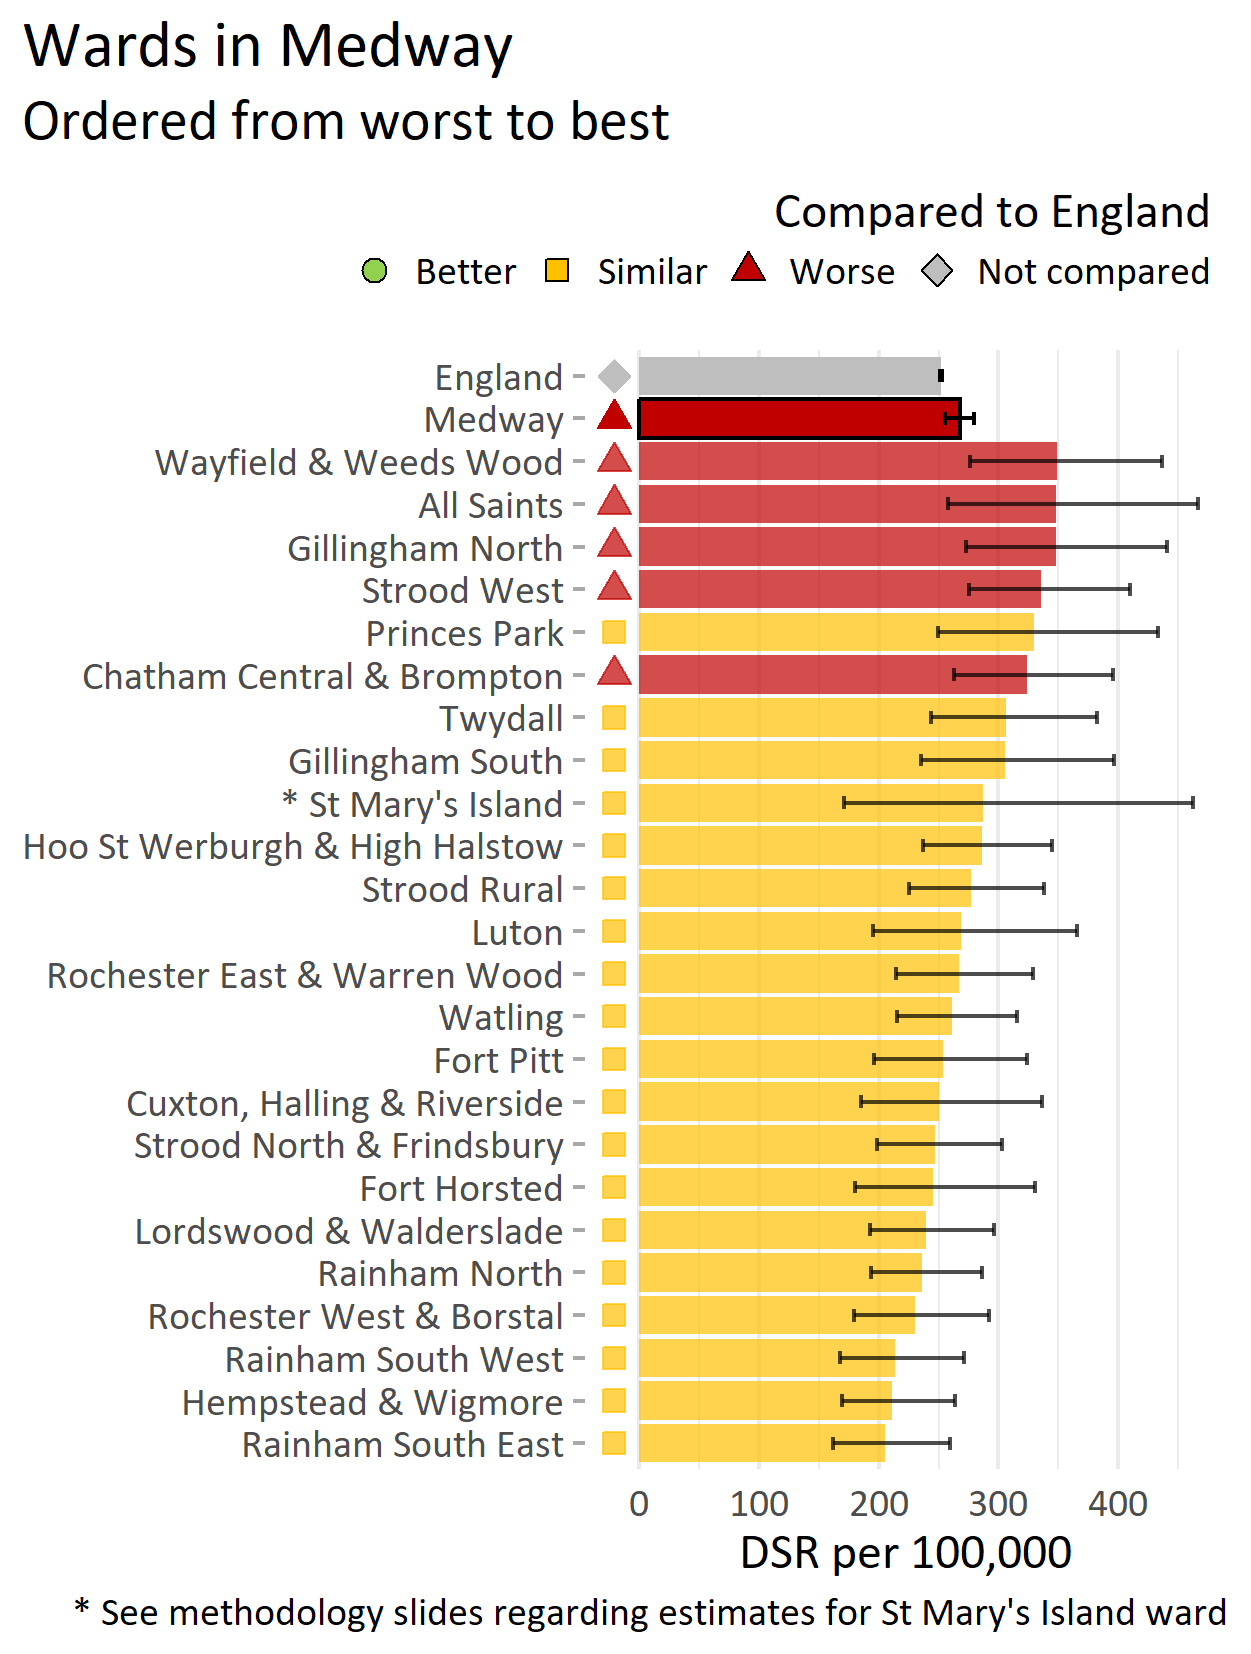 Wards in Medway
Ordered from worst to best
Compared to England
Better Similar Worse Not compared
England
Medway
Wayfield & Weeds Wood
All Saints
Gillingham North
Strood West
Princes Park
Chatham Central & Brompton
Twydall
Gillingham South
* St Mary's Island
Hoo St Werburgh & High Halstow
Strood Rural
Luton
Rochester East & Warren Wood
Watling
Fort Pitt
Cuxton, Halling & Riverside
Strood North & Frindsbury
Fort Horsted
Lordswood & Walderslade
Rainham North
Rochester West & Borstal
Rainham South West
Hempstead & Wigmore
Rainham South East
0 100 200 300 400
DSR per 100,000
* See methodology slides regarding estimates for St Mary's Island ward